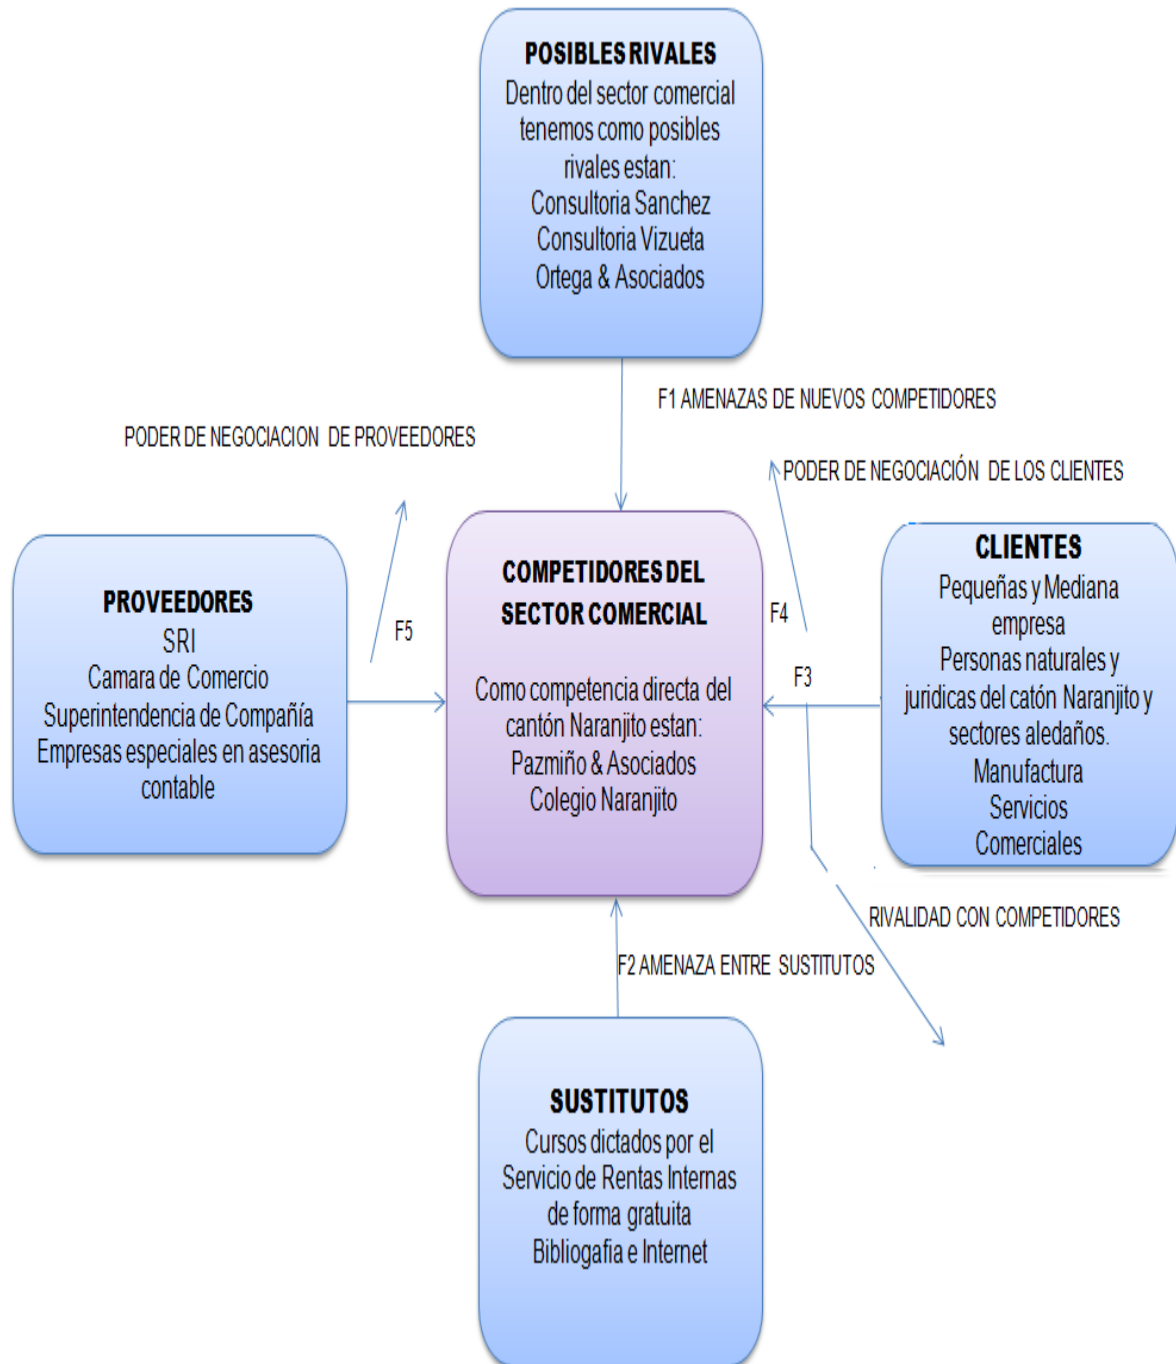 POSIBLES RIVALES
Dentro del sector comercial
tenemos como posibles
rivales estan:
Consultoria Sanchez
Consultoria Vizueta
Ortega & Asociados
F1 AMENAZAS DE NUEVOS COMPETIDORES
PODER DE NEGOCIACION DE PROVEEDORES
PODER DE NEGOCIACIÓN DE LOS CLIENTES
PROVEEDORES
SRI
Camara de Comercio
Superintendencia de Compañía
Empresas especiales en asesoria
contable
F5
COMPETIDORES DEL
SECTOR COMERCIAL
Como competencia directa del
cantón Naranjito estan:
Pazmiño & Asociados
Colegio Naranjito
F4
F3
CLIENTES
Pequeñas y Mediana
empresa
Personas naturales y
juridicas del catón Naranjito y
sectores aledaños.
Manufactura
Servicios
Comerciales
RIVALIDAD CON COMPETIDORES
F2 AMENAZA ENTRE SUSTITUTOS
SUSTITUTOS
Cursos dictados por el
Servicio de Rentas Internas
de forma gratuita
Bibliogafia e Internet